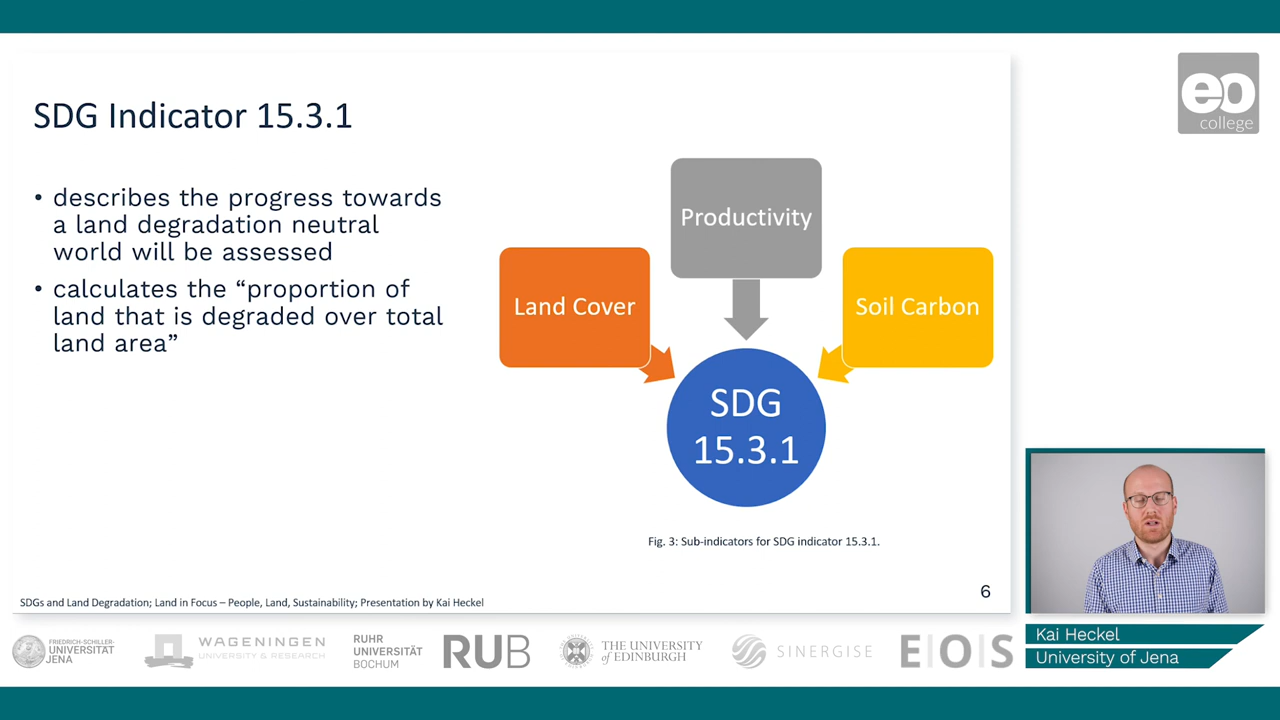 SDG Indicator 15.3.1
• describes the progress towards
a land degradation neutral
world will be assessed
• calculates the “proportion of
land that is degraded over total
land area”
Productivity
Land Cover
Soil Carbon
SDG
15.3.1
Fig. 3: Sub-indicators for SDG indicator 15.3.1.
SDGs and Land Degradation; Land in Focus – People, Land, Sustainability; Presentation by Kai Heckel
6
eo
college
Kai Heckel
University of Jena
FRIEDRICH-SCHILLER-
UNIVERSITÄT
JENA
WAGENINGEN
UNIVERSITY & RESEARCH
RUHR
UNIVERSITÄT
BOCHUM
RUB
THE UNIVERSITY
of EDINBURGH
SINERGISE
E|O|S